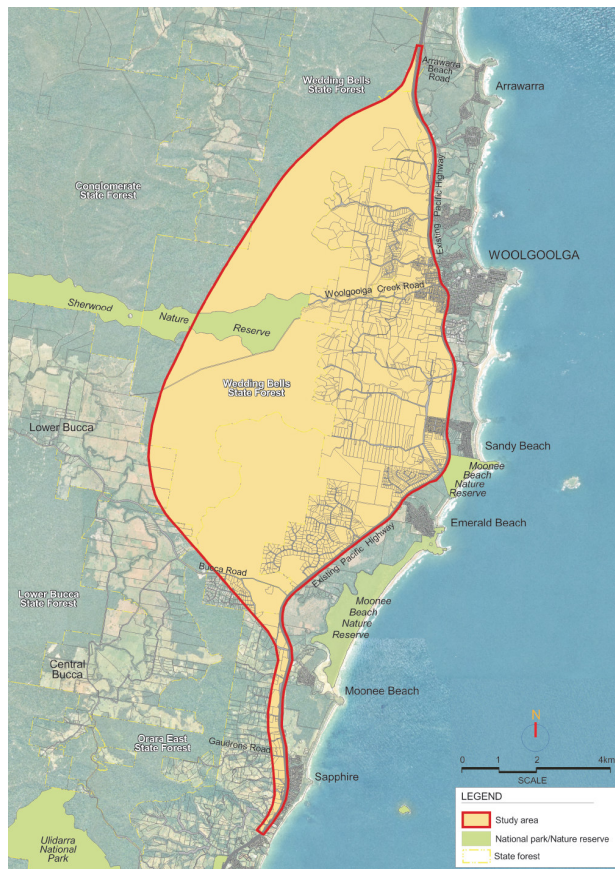 Arrawarra
Beach
Road
Wedding Bells
State Forest
Arrawarra
Existing Pacific Highway
Conglomerate
State Forest
WOOLGOOLGA
Woolgoolga Creek Road
Sherwood
Nature
Reserve
Wedding Bells
State Forest
Lower Bucca
Sandy Beach
Moonee
Beach
Nature
Reserve
Emerald Beach
Existing Pacific Highway
Bucca Road
Lower Bucca
State Forest
Moonee
Beach
Nature
Reserve
Central
Bucca
Moonee Beach
Orara East
State Forest
Gaudrons Road
Sapphire
N
0 1 2 4km
SCALE
Ulidarra
National
Park
LEGEND
Study area
National park/Nature reserve
State forest